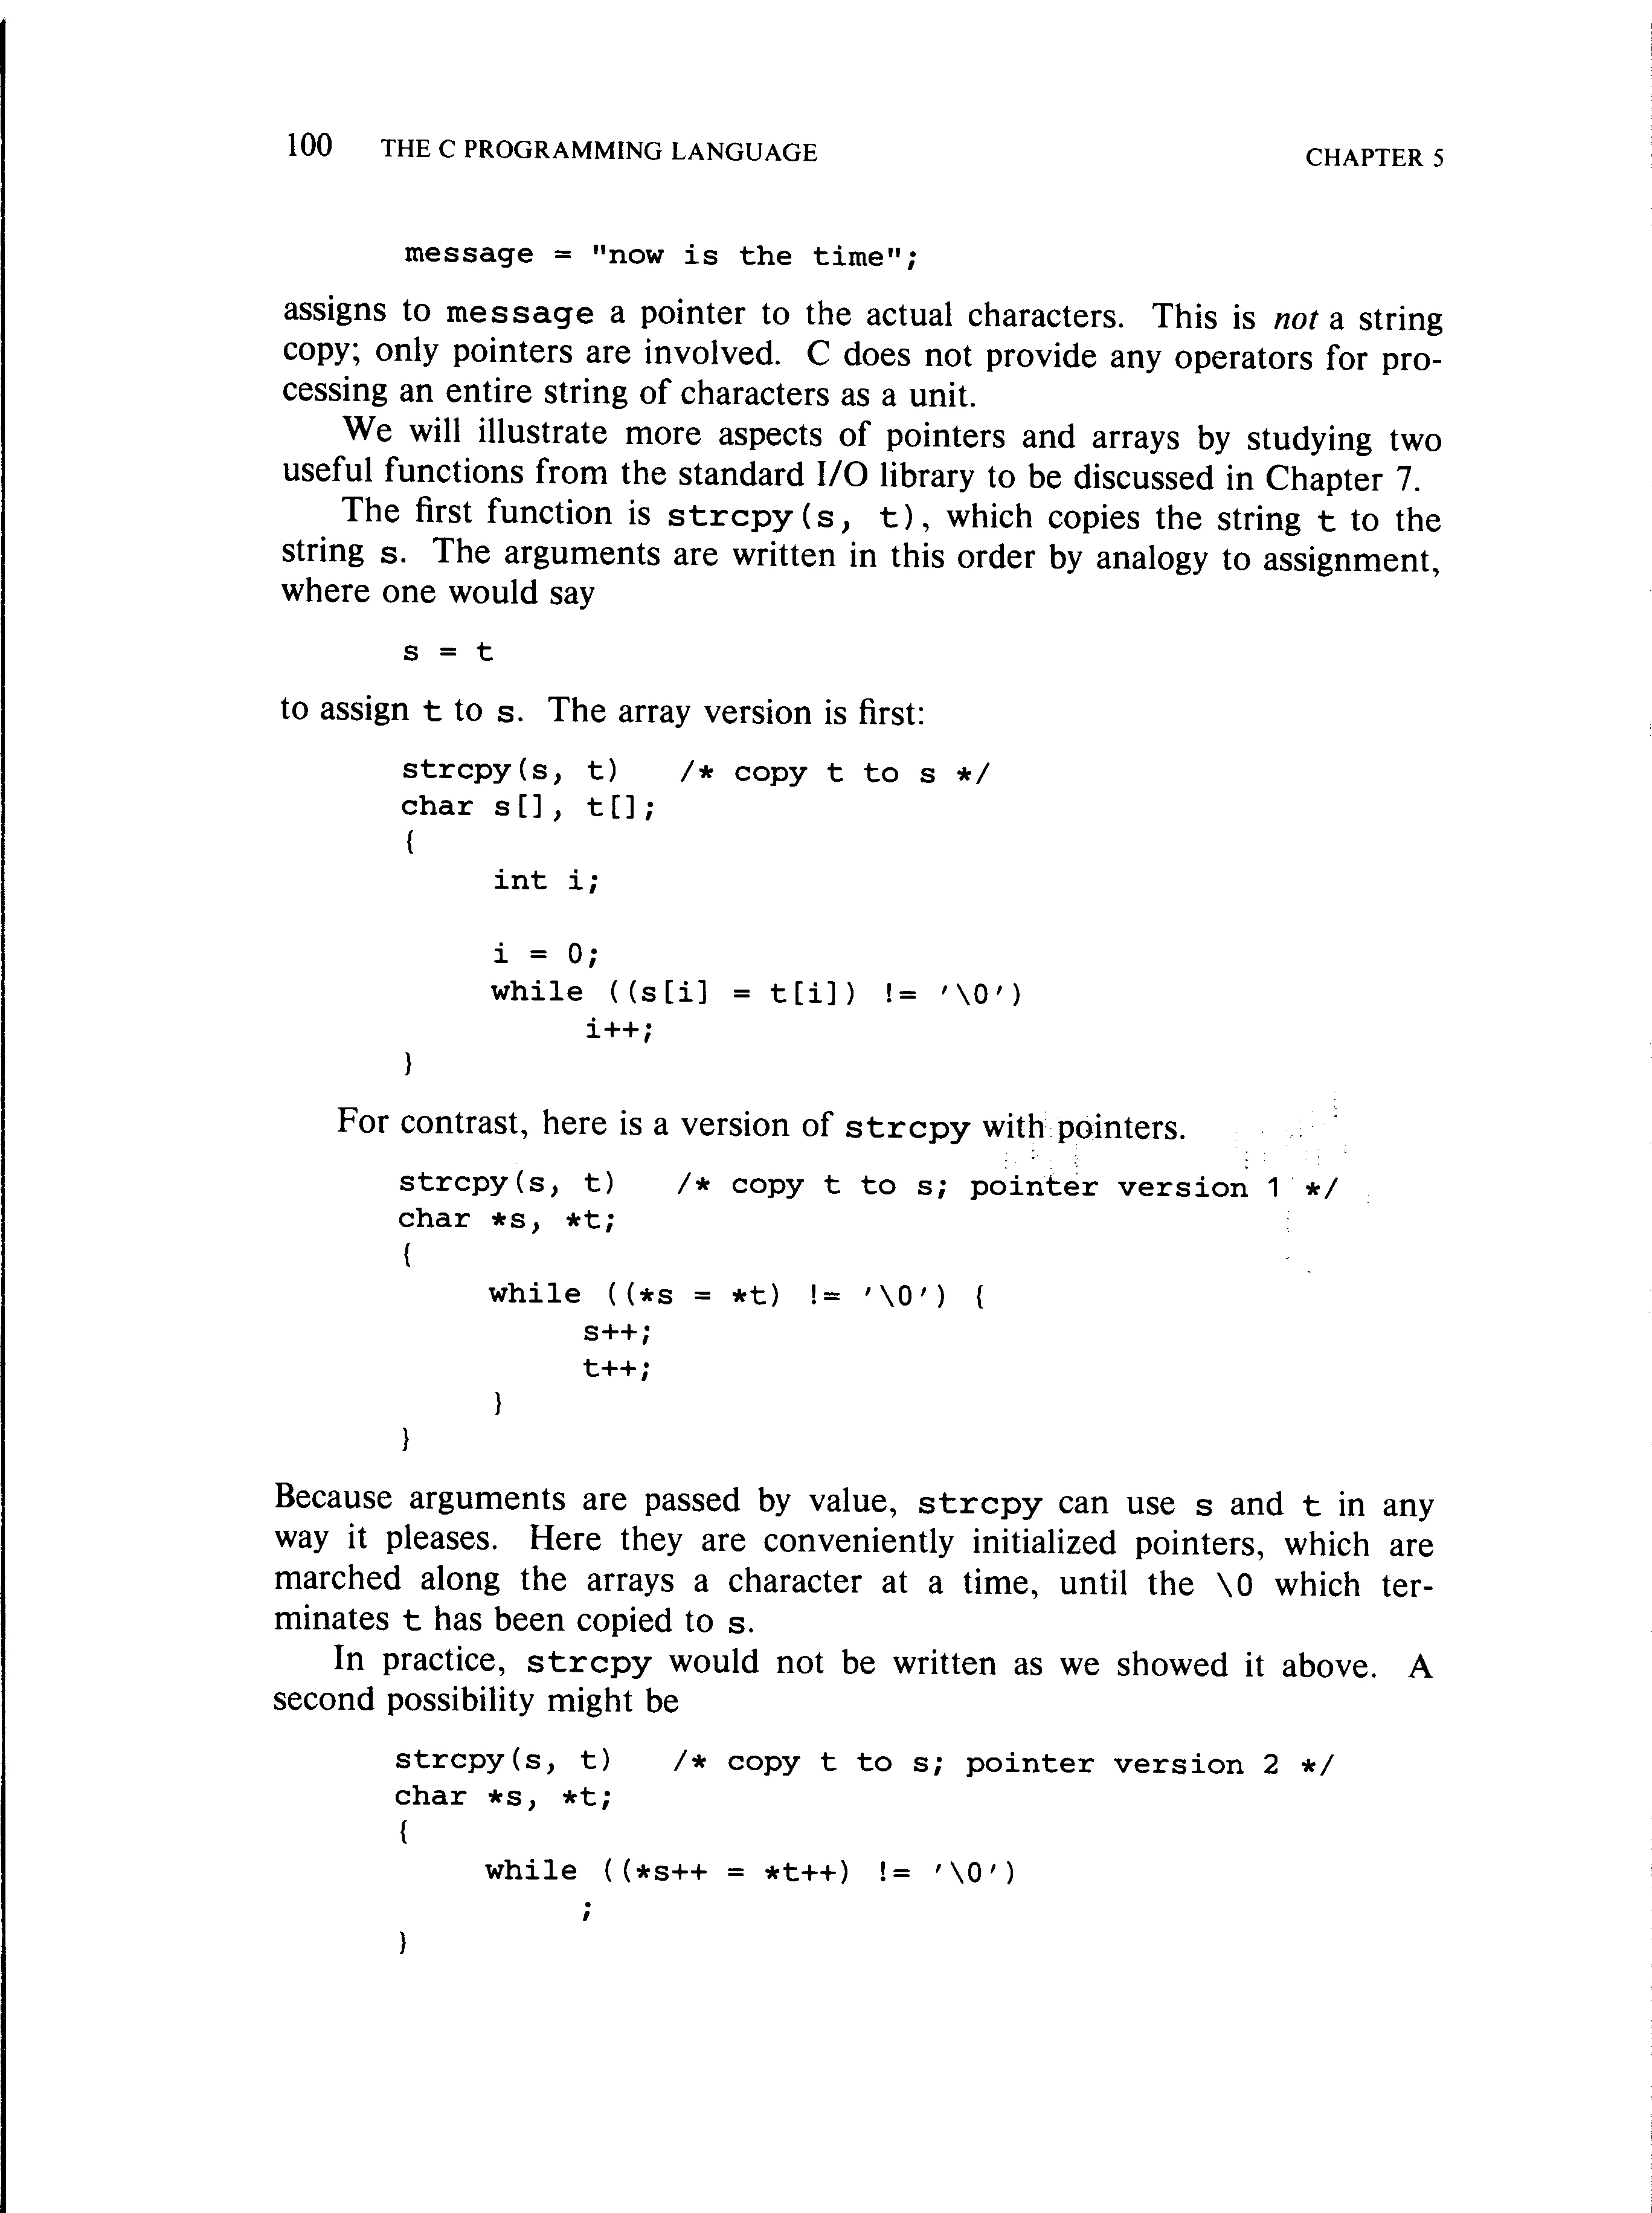 100 THE C PROGRAMMING LANGUAGE CHAPTER 5
message = "now is the time";
assigns to message a pointer to the actual characters. This is not a string
copy; only pointers are involved. C does not provide any operators for pro-
cessing an entire string of characters as a unit.
We will illustrate more aspects of pointers and arrays by studying two
useful functions from the standard I/O library to be discussed in Chapter 7.
The first function is strcpy(s, t), which copies the string t to the
string s. The arguments are written in this order by analogy to assignment,
where one would say
s = t
to assign t to s. The array version is first:
strcpy(s, t) /* copy t to s */
char s[], t[];
{
int i;
i = 0;
while ((s[i] = t[i]) != '\0')
i++;
}
For contrast, here is a version of strcpy with pointers.
strcpy(s, t) /* copy t to s; pointer version 1 */
char *s, *t;
{
while ((*s = *t) != '\0') {
s++;
t++;
}
}
Because arguments are passed by value, strcpy can use s and t in any
way it pleases. Here they are conveniently initialized pointers, which are
marched along the arrays a character at a time, until the \0 which ter-
minates t has been copied to s.
In practice, strcpy would not be written as we showed it above. A
second possibility might be
strcpy(s, t) /* copy t to s; pointer version 2 */
char *s, *t;
{
while ((*s++ = *t++) != '\0')
;
}